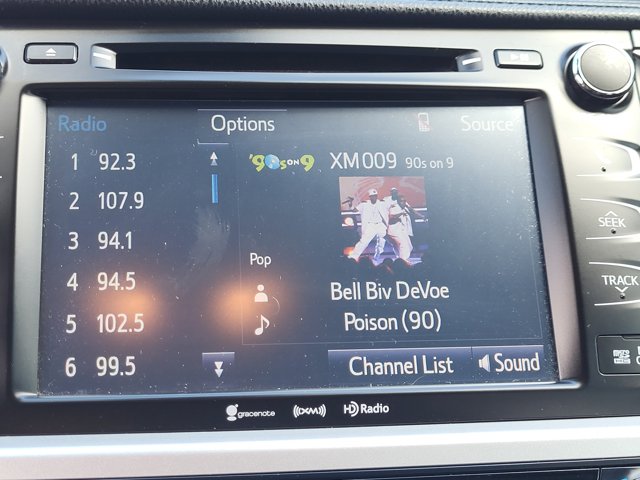 Radio
Options
Source
1 92.3
2 107.9
3 94.1
4 94.5
5 102.5
6 99.5
'90s ON 9
XM009 90s on 9
Pop
Bell Biv DeVoe
Poison (90)
Channel List
Sound
SEEK
TRACK
gracenote
((XM))
HD Radio